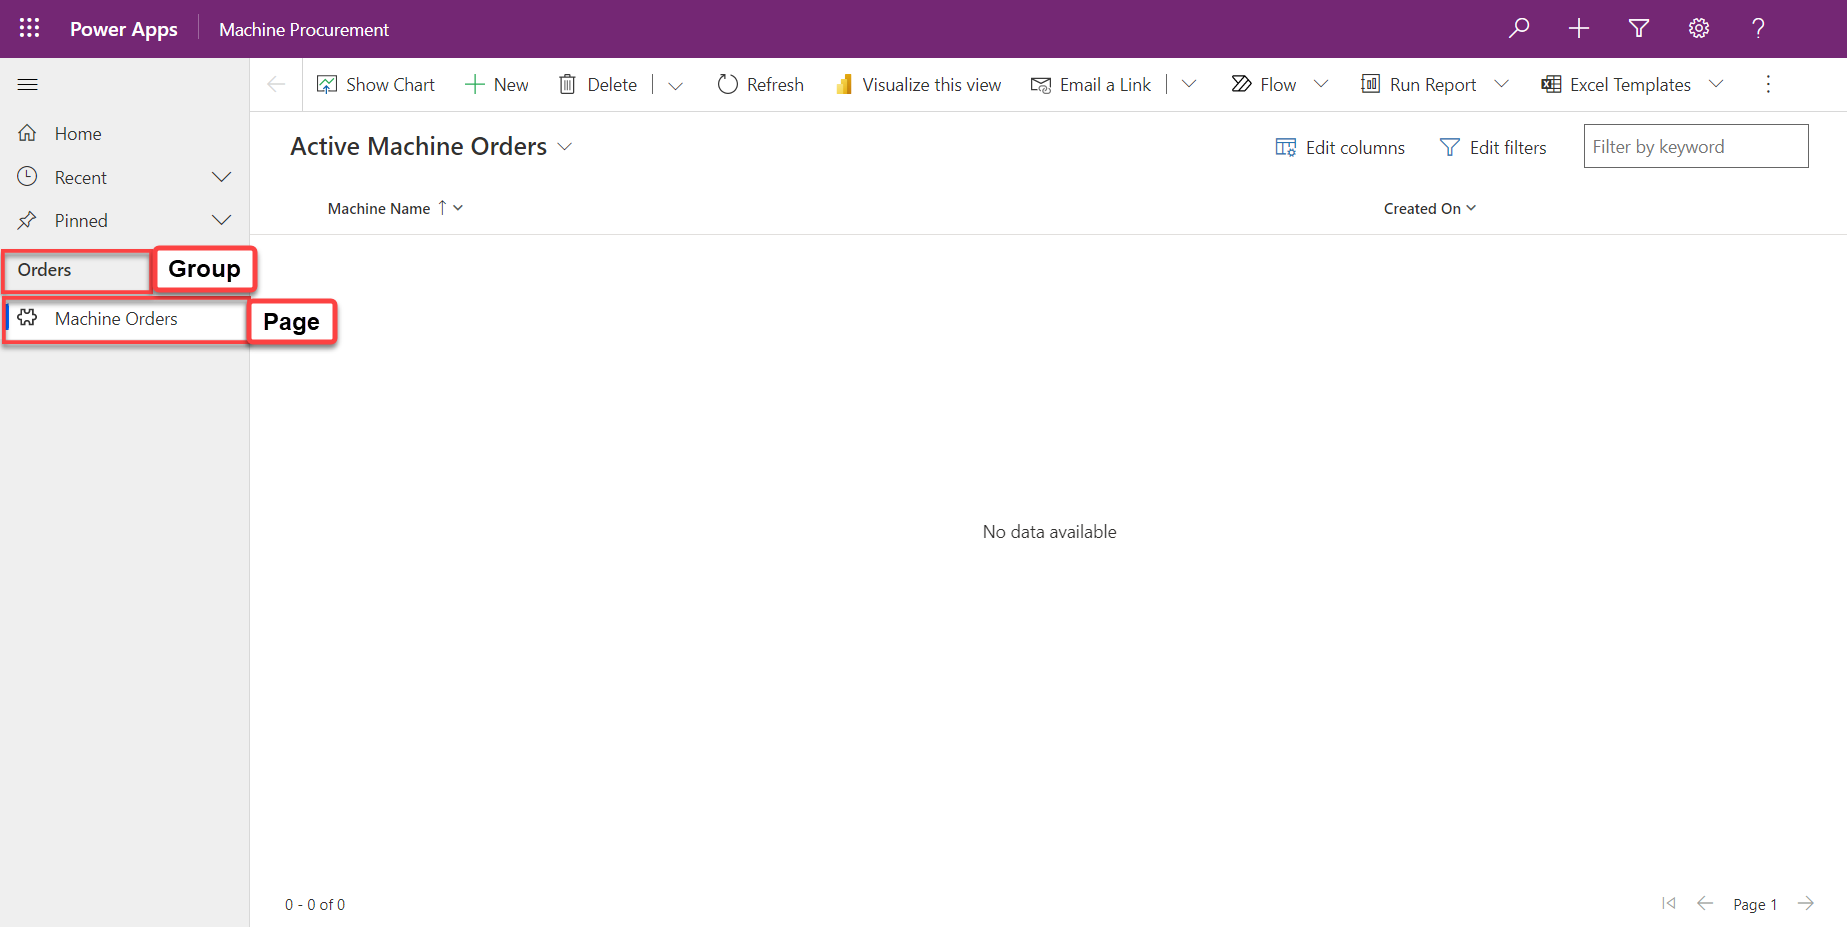 Power Apps Machine Procurement
Show Chart New Delete Refresh Visualize this view Email a Link Flow Run Report Excel Templates
Home
Recent
Pinned
Orders Group
Machine Orders Page
Active Machine Orders Edit columns Edit filters Filter by keyword
Machine Name Created On
No data available
0 - 0 of 0 Page 1